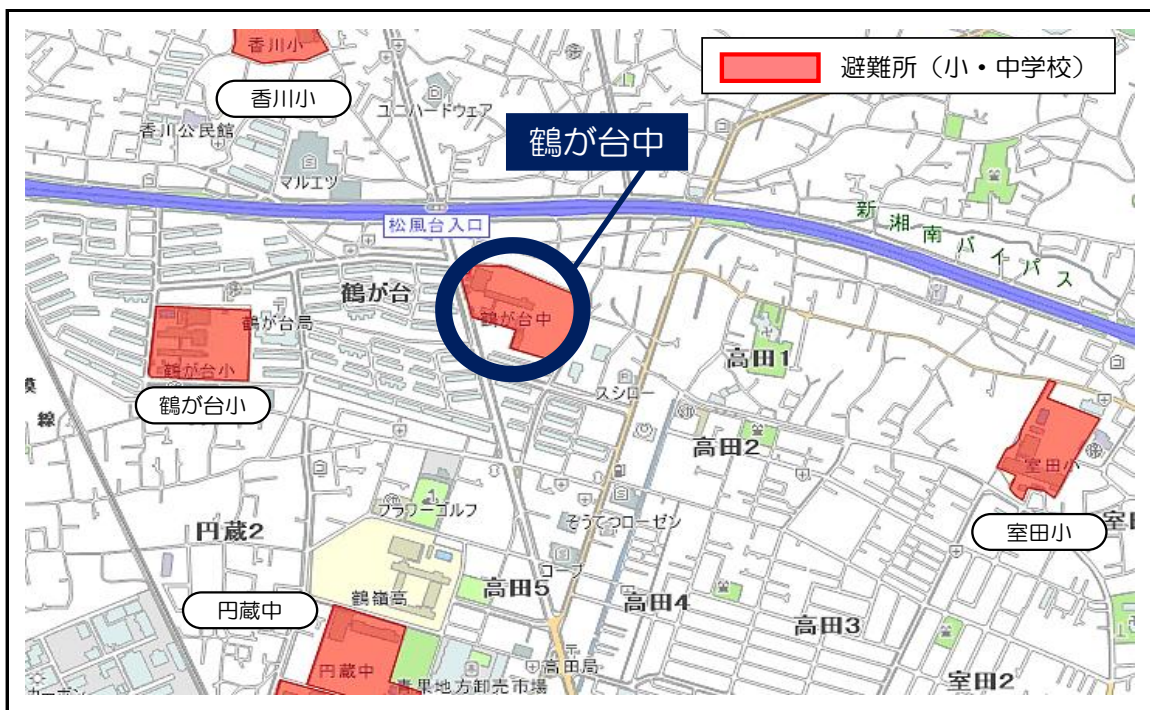 香川小
避難所（小・中学校）
香川小
ユニハードウェア
香川公民館
鶴が台中
マルエツ
松風台入口
新湘南バイパス
鶴が台
鶴が台局
鶴が台中
高田1
鶴が台小
鶴が台小
スシロー
線
高田2
室田小
フラワーゴルフ
そうてつローゼン
円蔵2
室田小
コープ
高田5
高田4
鶴嶺高
円蔵中
高田3
円蔵中
高田局
青果地方卸売市場
室田2